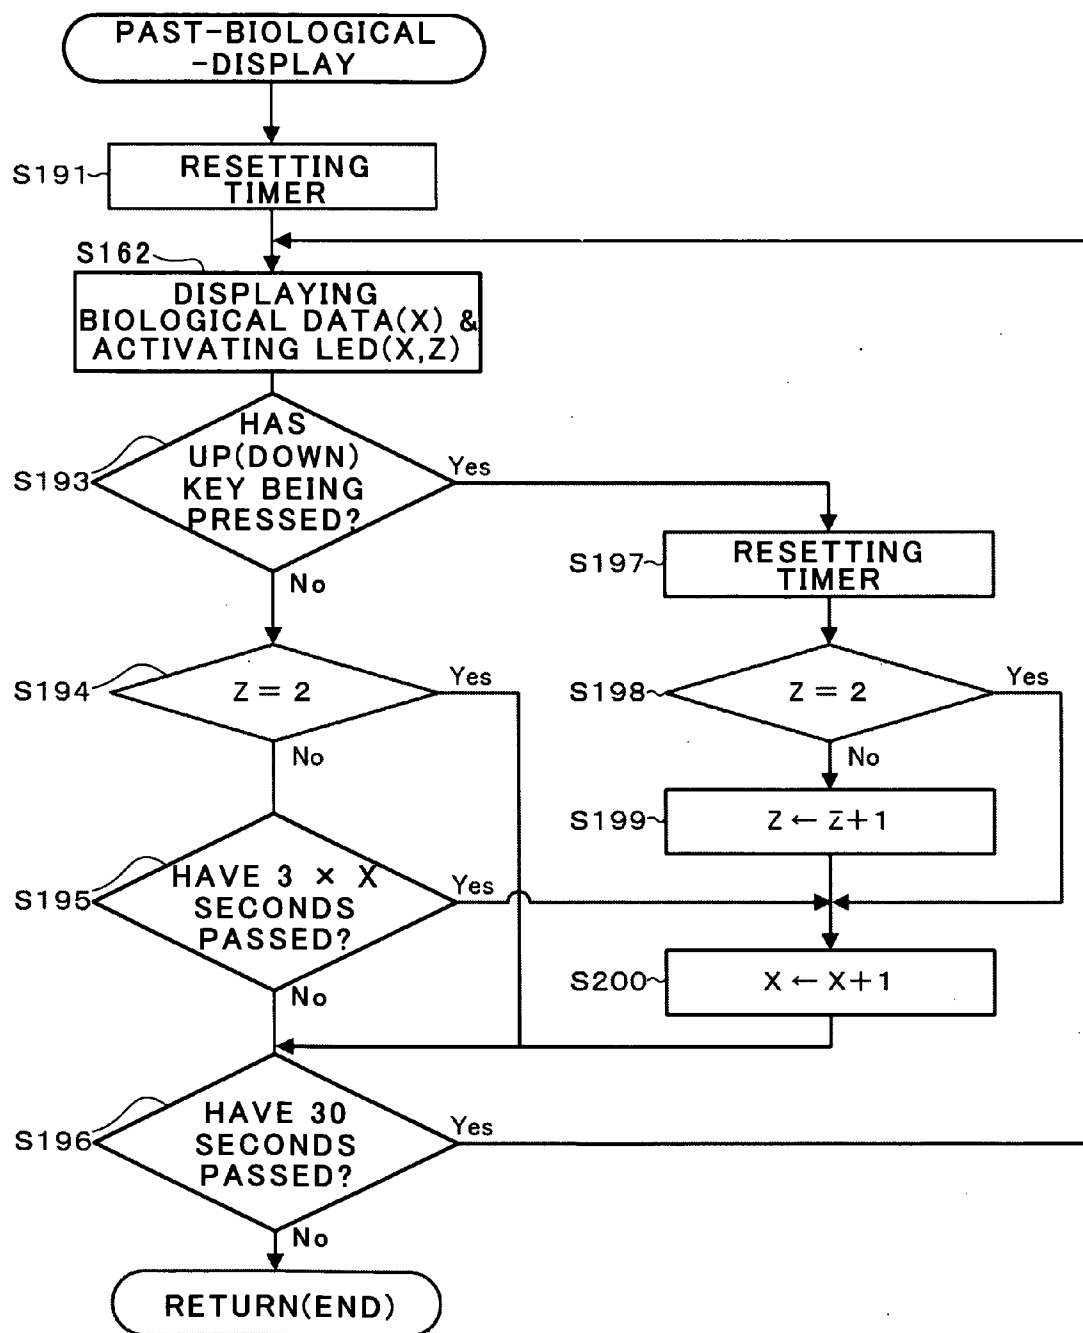 PAST-BIOLOGICAL
-DISPLAY
S191
RESETTING
TIMER
S162
DISPLAYING
BIOLOGICAL DATA(X) &
ACTIVATING LED(X,Z)
S193
HAS
UP(DOWN)
KEY BEING
PRESSED?
Yes
No
S197
RESETTING
TIMER
S194
Z = 2
Yes
No
S198
Z = 2
Yes
No
S199
Z ← Z+1
S195
HAVE 3 × X
SECONDS
PASSED?
Yes
No
S200
X ← X+1
S196
HAVE 30
SECONDS
PASSED?
Yes
No
RETURN(END)